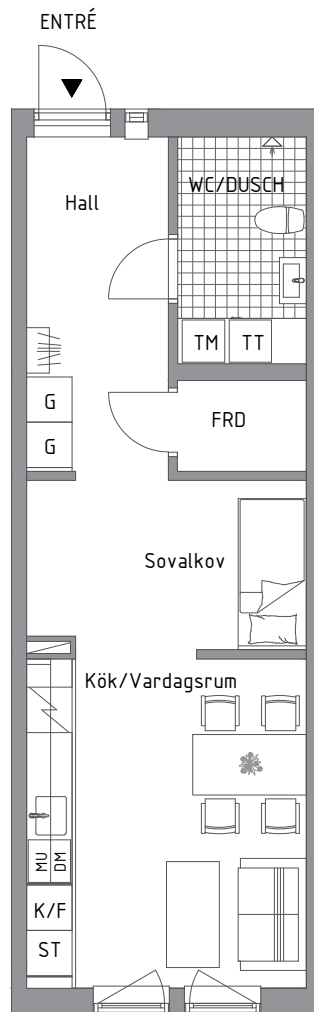 ENTRÉ
Hall
WC/DUSCH
TM
TT
G
G
FRD
Sovalkov
Kök/Vardagsrum
MU
DM
K/F
ST